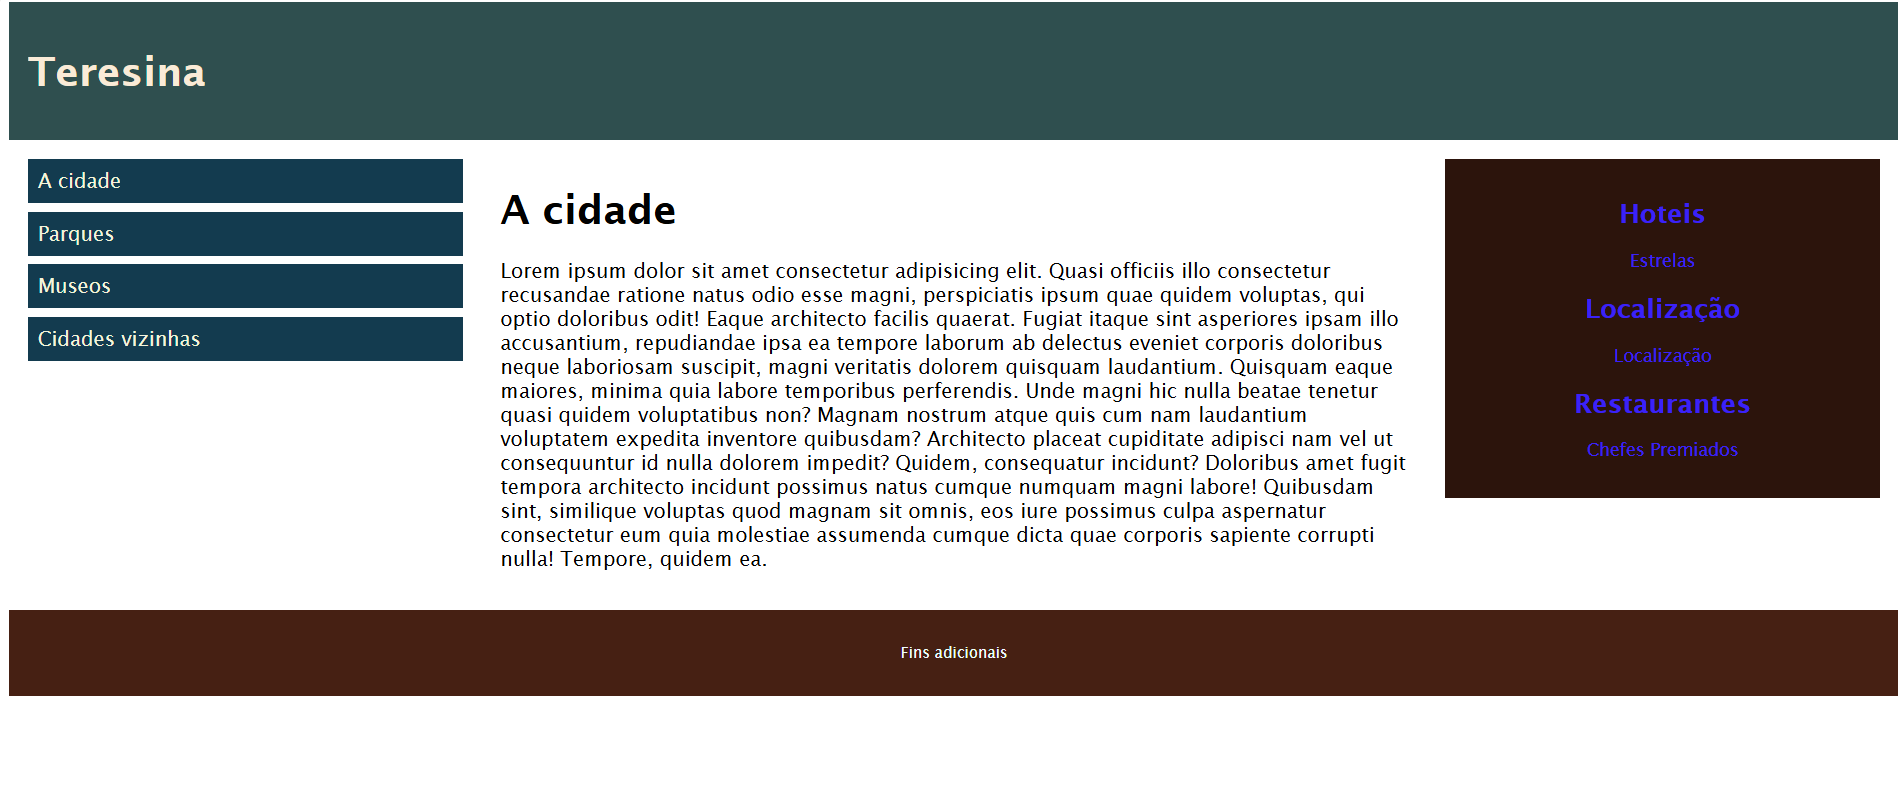 Teresina
A cidade
Parques
Museos
Cidades vizinhas
A cidade
Lorem ipsum dolor sit amet consectetur adipisicing elit. Quasi officiis illo consectetur
recusandae ratione natus odio esse magni, perspiciatis ipsum quae quidem voluptas, qui
optio doloribus odit! Eaque architecto facilis quaerat. Fugiat itaque sint asperiores ipsam illo
accusantium, repudiandae ipsa ea tempore laborum ab delectus eveniet corporis doloribus
neque laboriosam suscipit, magni veritatis dolorem quisquam laudantium. Quisquam eaque
maiores, minima quia labore temporibus perferendis. Unde magni hic nulla beatae tenetur
quasi quidem voluptatibus non? Magnam nostrum atque quis cum nam laudantium
voluptatem expedita inventore quibusdam? Architecto placeat cupiditate adipisci nam vel ut
consequuntur id nulla dolorem impedit? Quidem, consequatur incidunt? Doloribus amet fugit
tempora architecto incidunt possimus natus cumque numquam magni labore! Quibusdam
sint, similique voluptas quod magnam sit omnis, eos iure possimus culpa aspernatur
consectetur eum quia molestiae assumenda cumque dicta quae corporis sapiente corrupti
nulla! Tempore, quidem ea.
Hoteis
Estrelas
Localização
Localização
Restaurantes
Chefes Premiados
Fins adicionais